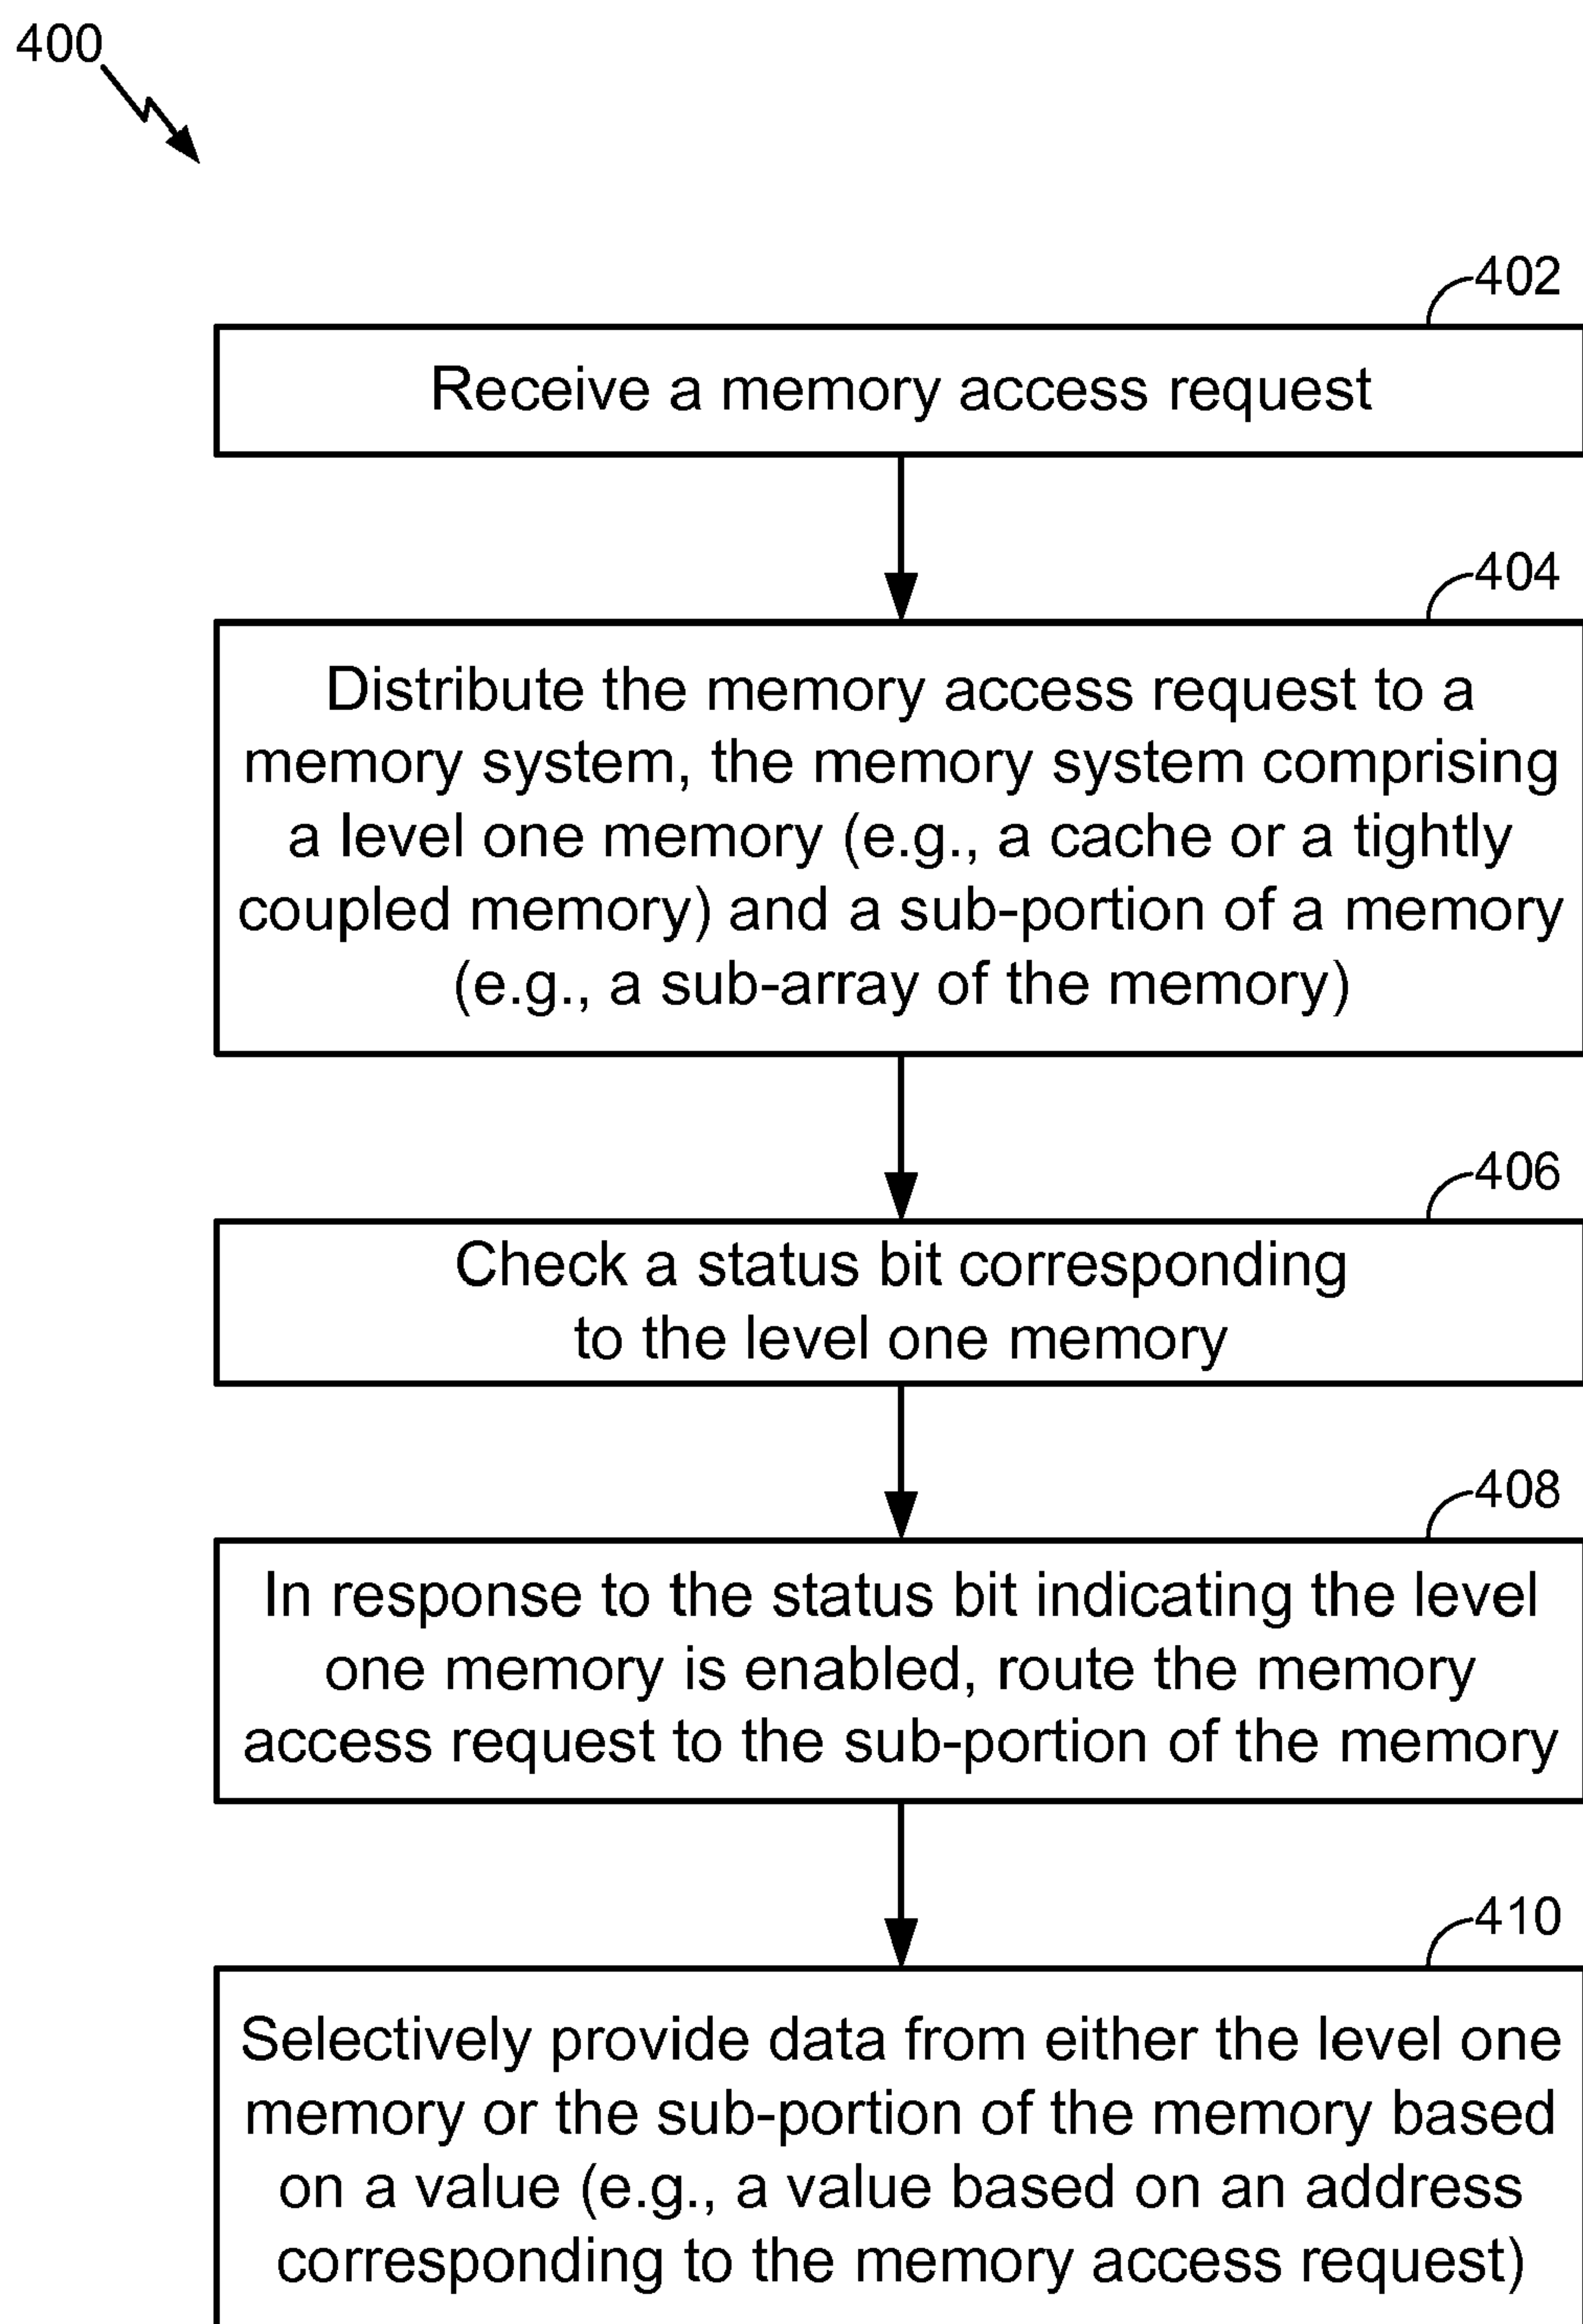 400
402
Receive a memory access request
404
Distribute the memory access request to a
memory system, the memory system comprising
a level one memory (e.g., a cache or a tightly
coupled memory) and a sub-portion of a memory
(e.g., a sub-array of the memory)
406
Check a status bit corresponding
to the level one memory
408
In response to the status bit indicating the level
one memory is enabled, route the memory
access request to the sub-portion of the memory
410
Selectively provide data from either the level one
memory or the sub-portion of the memory based
on a value (e.g., a value based on an address
corresponding to the memory access request)